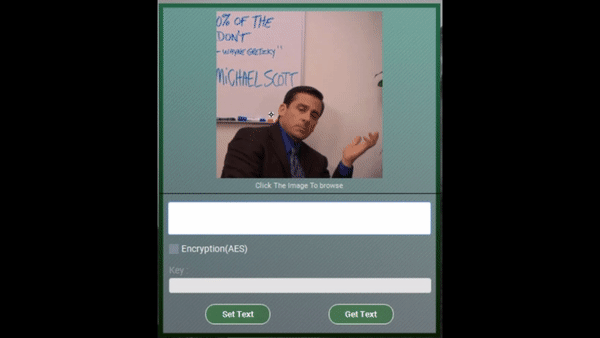 0% OF THE
DON'T
- WAYNE GRETZKY"
MICHAEL SCOTT
Click The Image To browse
Encryption(AES)
Key :
Set Text
Get Text